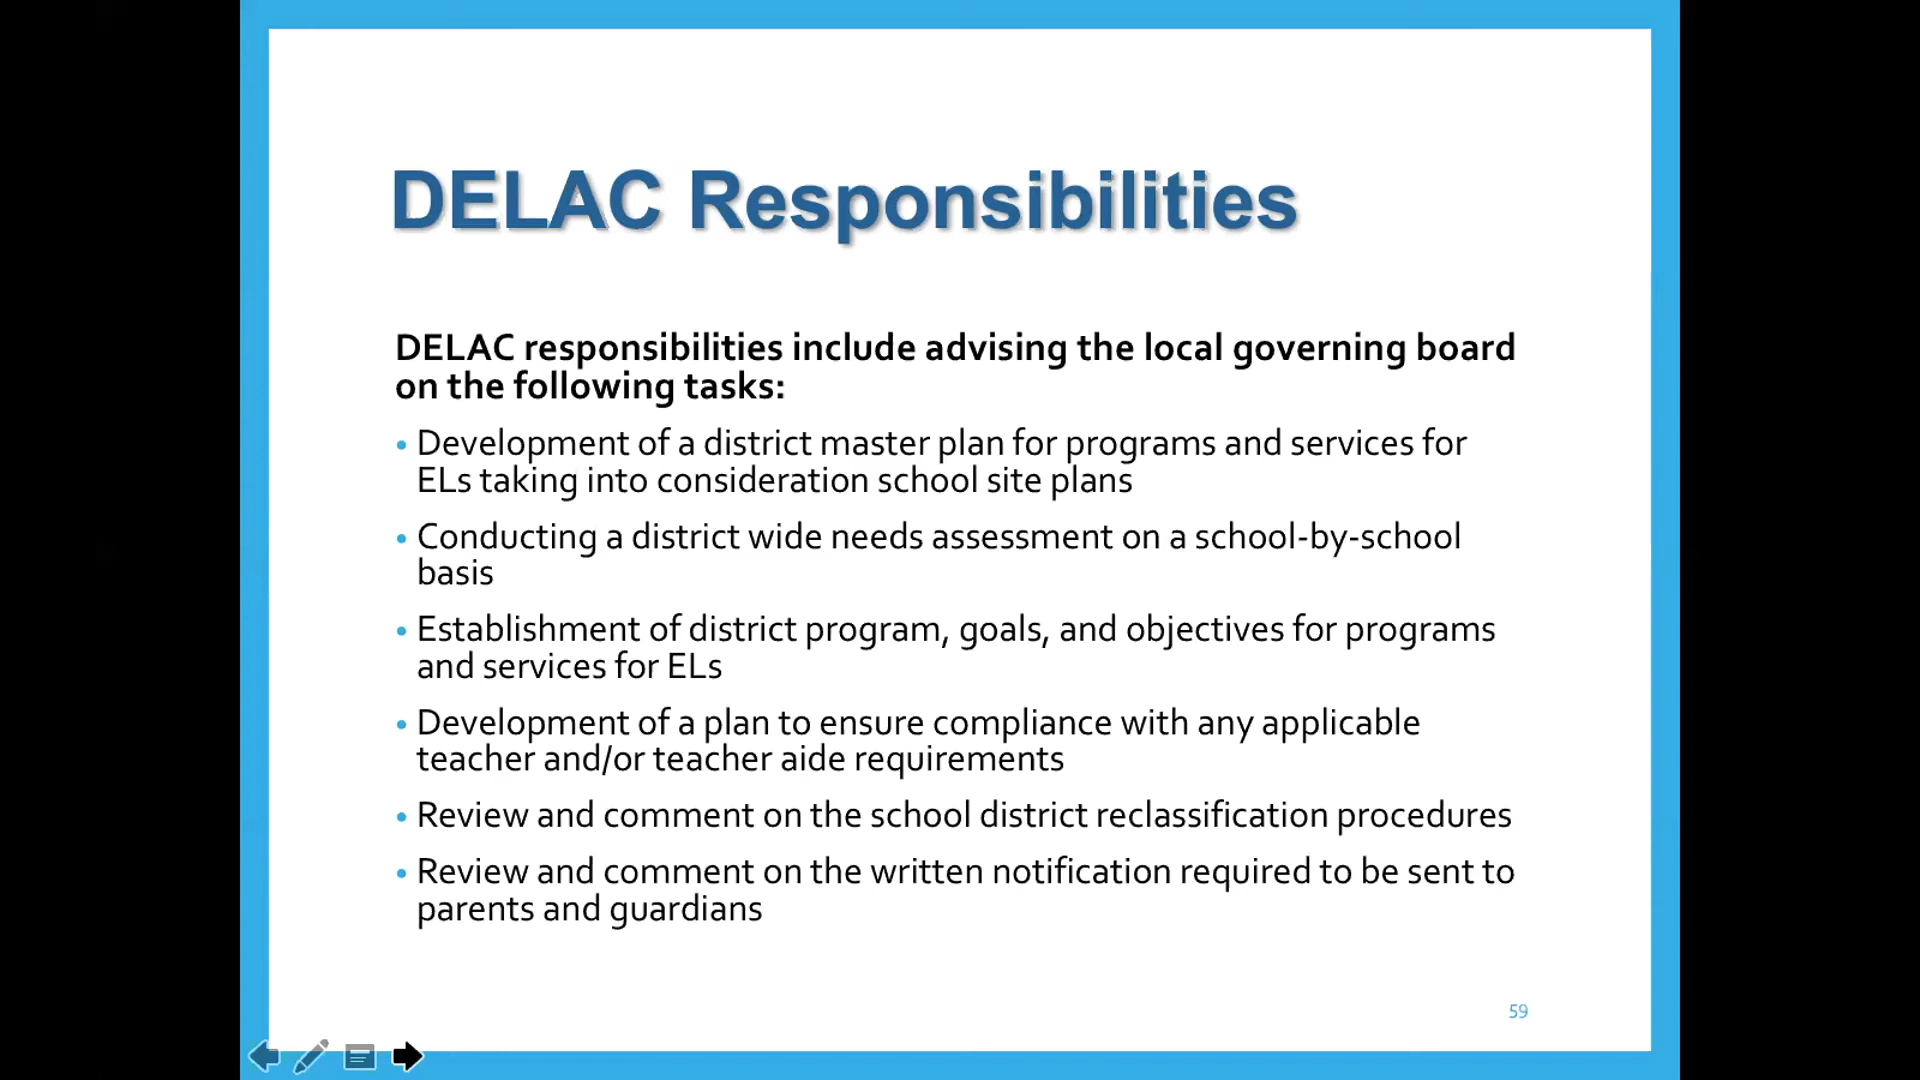 DELAC Responsibilities
DELAC responsibilities include advising the local governing board
on the following tasks:
• Development of a district master plan for programs and services for
ELs taking into consideration school site plans
• Conducting a district wide needs assessment on a school-by-school
basis
• Establishment of district program, goals, and objectives for programs
and services for ELs
• Development of a plan to ensure compliance with any applicable
teacher and/or teacher aide requirements
• Review and comment on the school district reclassification procedures
• Review and comment on the written notification required to be sent to
parents and guardians
59